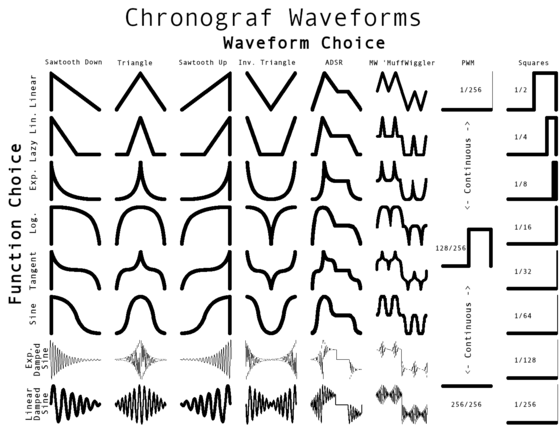 Chronograf Waveforms
Waveform Choice
Sawtooth Down Triangle Sawtooth Up Inv. Triangle ADSR MW 'MuffWiggler PWM Squares
Function Choice
Linear
Lazy Lin.
Exp.
Log.
Tangent
Sine
Exp. Damped Sine
Linear Damped Sine
1/256
<- Continuous ->
128/256
<- Continuous ->
256/256
1/2
1/4
1/8
1/16
1/32
1/64
1/128
1/256